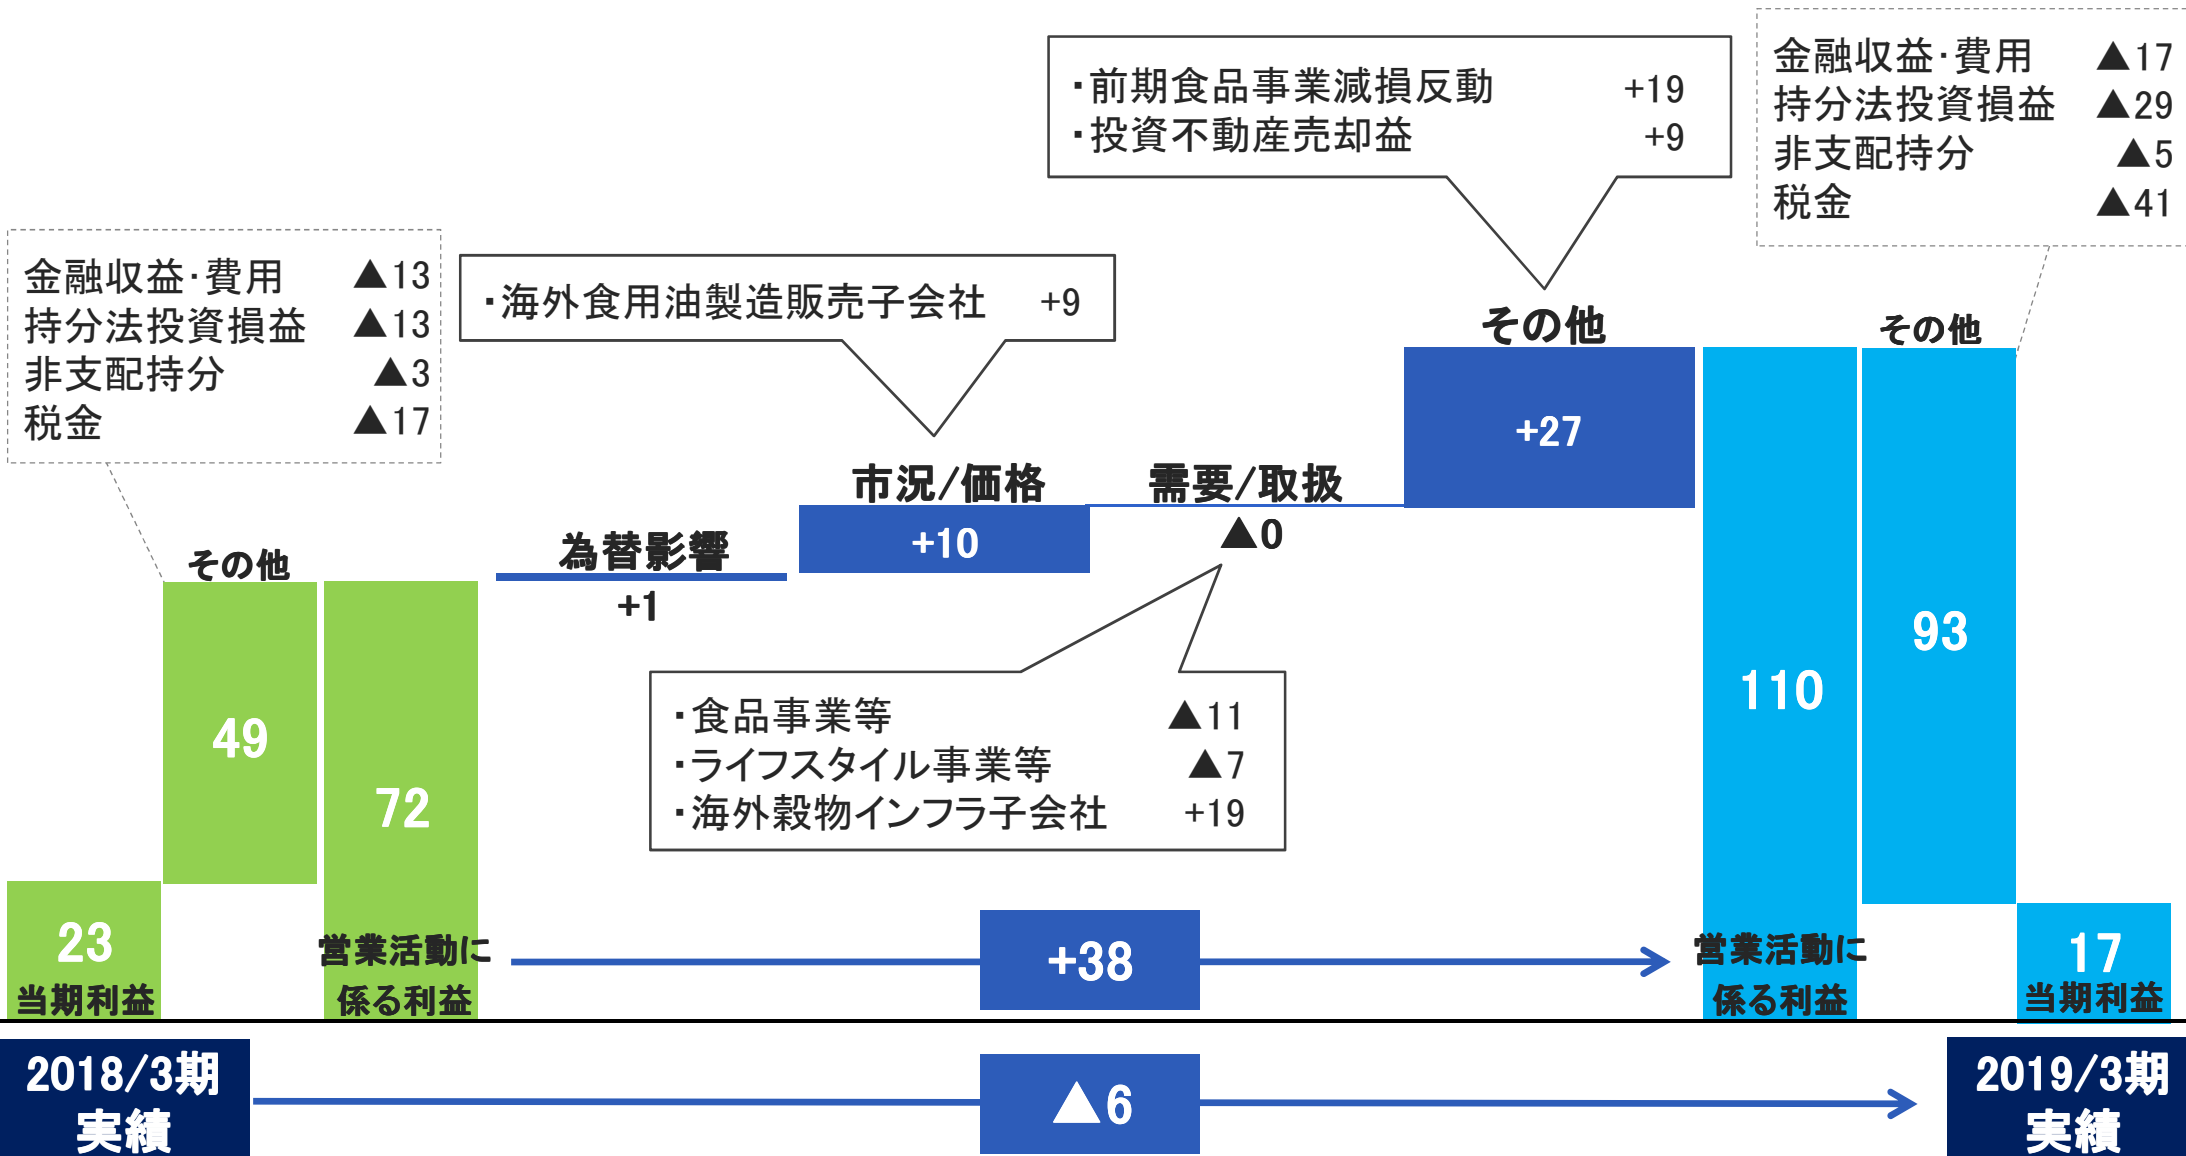 ・前期食品事業減損反動 +19
・投資不動産売却益 +9
金融収益・費用 ▲17
持分法投資損益 ▲29
非支配持分 ▲5
税金 ▲41
金融収益・費用 ▲13
持分法投資損益 ▲13
非支配持分 ▲3
税金 ▲17
・海外食用油製造販売子会社 +9
その他
49
72
為替影響
+1
市況/価格
+10
需要/取扱
▲0
その他
+27
その他
110
93
・食品事業等 ▲11
・ライフスタイル事業等 ▲7
・海外穀物インフラ子会社 +19
23
当期利益
営業活動に
係る利益
+38
営業活動に
係る利益
17
当期利益
2018/3期
実績
▲6
2019/3期
実績